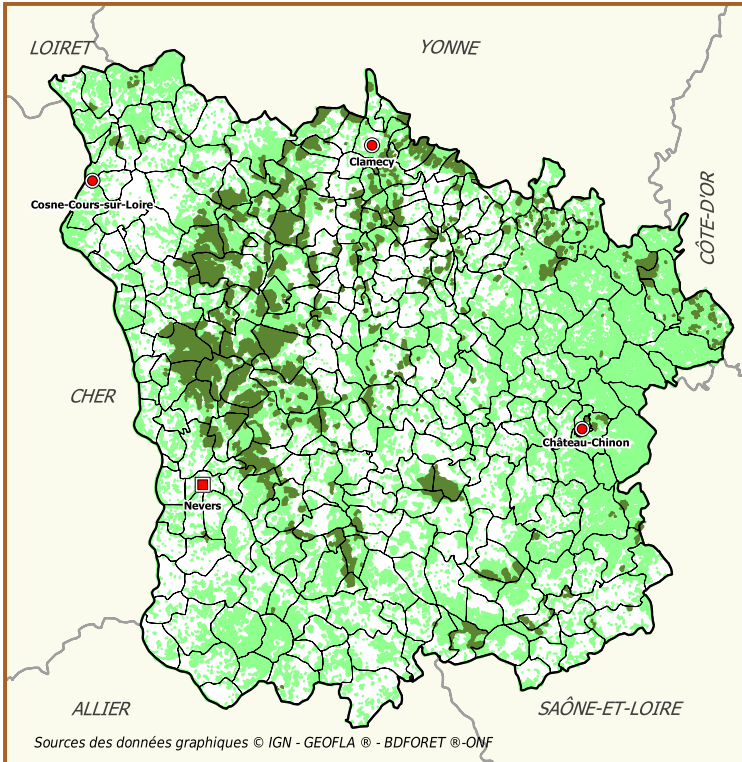 LOIRET
YONNE
Clamecy
Cosne-Cours-sur-Loire
CÔTE-D'OR
CHER
Château-Chinon
Nevers
ALLIER
SAÔNE-ET-LOIRE
Sources des données graphiques © IGN - GEOFLA ® - BDFORET ®-ONF